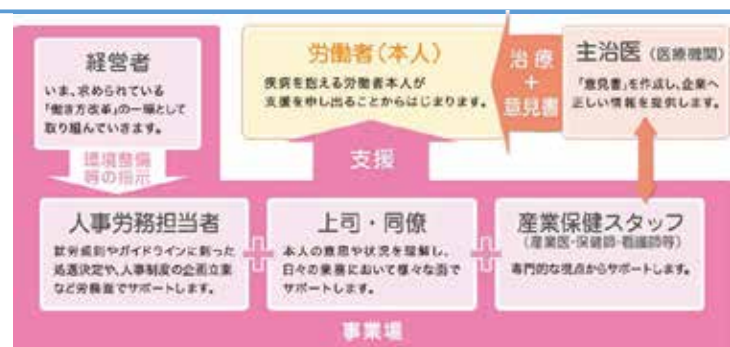 経営者
いま、求められている
「働き方改革」の一環として
取り組んでいきます。
環境整備
等の指示
労働者（本人）
疾病を抱える労働者本人が
支援を申し出ることからはじまります。
治療
＋
意見書
主治医（医療機関）
「意見書」を作成し、企業へ
正しい情報を提供します。
支援
人事労務担当者
就労規則やガイドラインに則った
処遇決定や、人事制度の企画立案
など労務面でサポートします。
上司・同僚
本人の意思や状況を理解し、
日々の業務において様々な面で
サポートします。
産業保健スタッフ
（産業医・保健師・看護師等）
専門的な視点からサポートします。
事業場